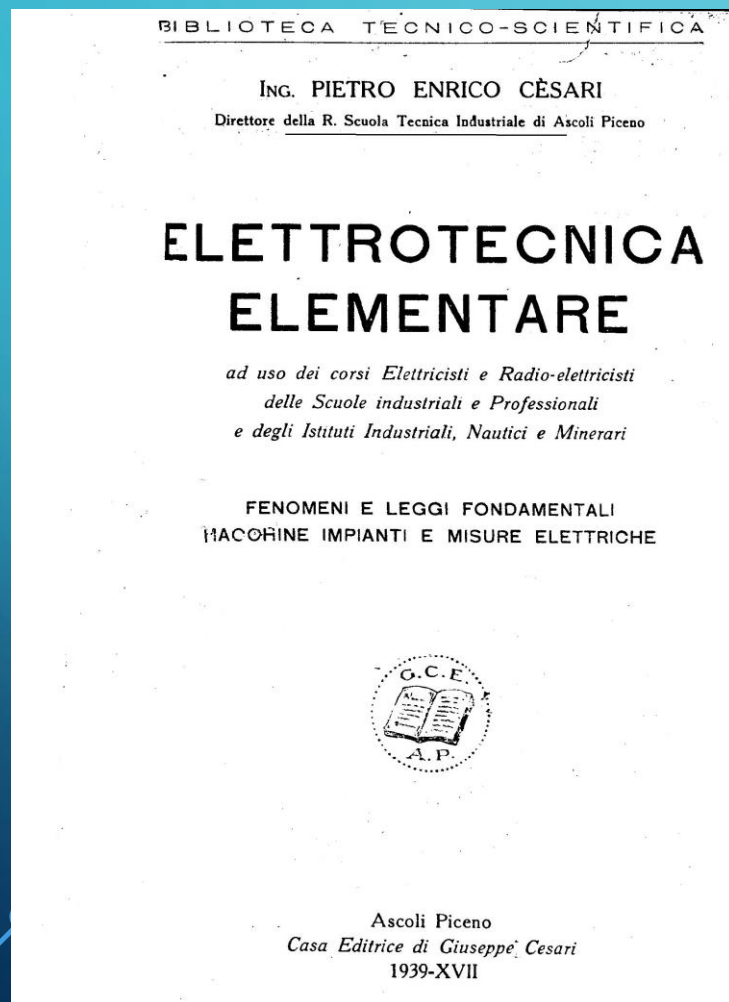 BIBLIOTECA TECNICO-SCIENTIFICA
ING. PIETRO ENRICO CÈSARI
Direttore della R. Scuola Tecnica Industriale di Ascoli Piceno
ELETTROTECNICA
ELEMENTARE
ad uso dei corsi Elettricisti e Radio-elettricisti
delle Scuole industriali e Professionali
e degli Istituti Industriali, Nautici e Minerari
FENOMENI E LEGGI FONDAMENTALI
MACCHINE IMPIANTI E MISURE ELETTRICHE
G.C.E.
A.P.
Ascoli Piceno
Casa Editrice di Giuseppe Cesari
1939-XVII